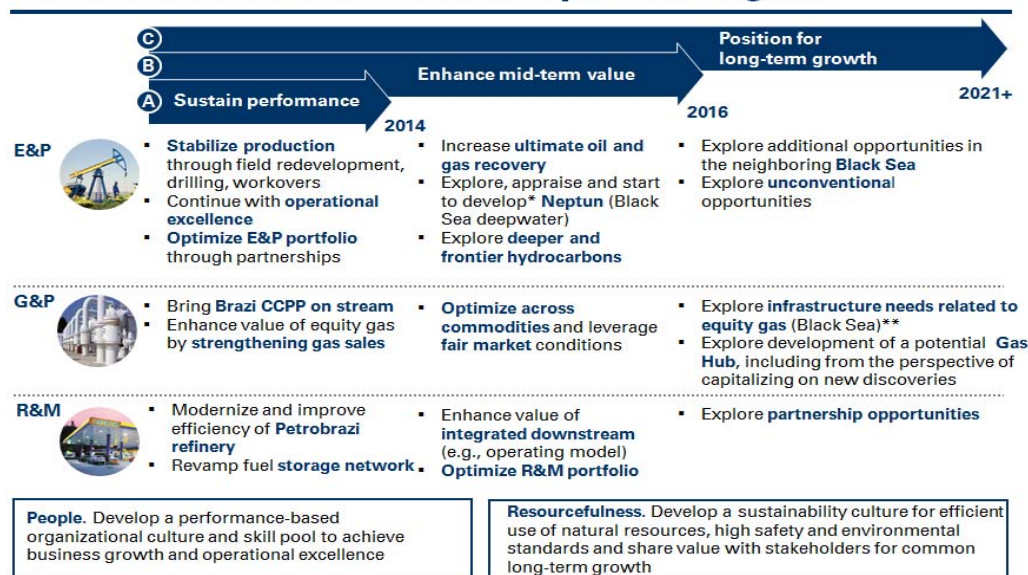 C
Position for
long-term growth
B
Enhance mid-term value
A Sustain performance
2014
2016
2021+
E&P
▪ Stabilize production
through field redevelopment,
drilling, workovers
▪ Continue with operational
excellence
▪ Optimize E&P portfolio
through partnerships
▪ Increase ultimate oil and
gas recovery
▪ Explore, appraise and start
to develop* Neptun (Black
Sea deepwater)
▪ Explore deeper and
frontier hydrocarbons
▪ Explore additional opportunities in
the neighboring Black Sea
▪ Explore unconventional
opportunities
G&P
▪ Bring Brazi CCPP on stream
▪ Enhance value of equity gas
by strengthening gas sales
▪ Optimize across
commodities and leverage
fair market conditions
▪ Explore infrastructure needs related to
equity gas (Black Sea)**
▪ Explore development of a potential Gas
Hub, including from the perspective of
capitalizing on new discoveries
R&M
▪ Modernize and improve
efficiency of Petrobrazi
refinery
▪ Revamp fuel storage network
▪ Enhance value of
integrated downstream
(e.g., operating model)
▪ Optimize R&M portfolio
▪ Explore partnership opportunities
People. Develop a performance-based
organizational culture and skill pool to achieve
business growth and operational excellence
Resourcefulness. Develop a sustainability culture for efficient
use of natural resources, high safety and environmental
standards and share value with stakeholders for common
long-term growth